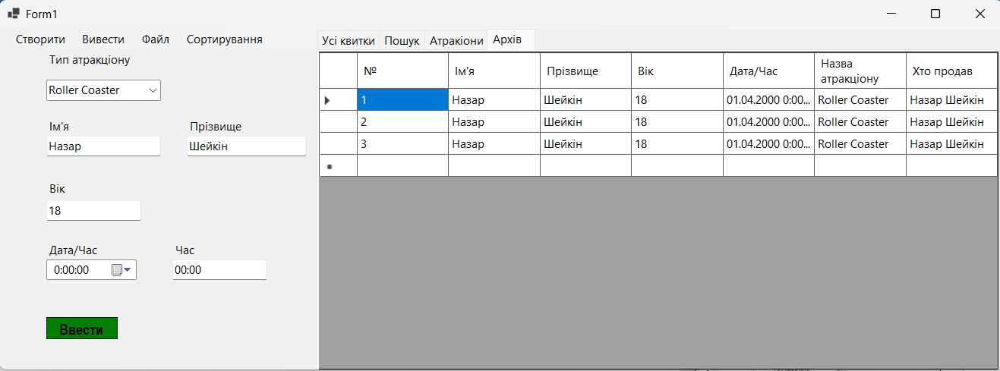 Form1
Створити Вивести Файл Сортирування
Тип атракціону
Roller Coaster
Ім'я Прізвище
Назар Шейкін
Вік
18
Дата/Час Час
0:00:00 00:00
Ввести
Усі квитки Пошук Атракіони Архів
№ Ім'я Прізвище Вік Дата/Час Назва атракціону Хто продав
1 Назар Шейкін 18 01.04.2000 0:00... Roller Coaster Назар Шейкін
2 Назар Шейкін 18 01.04.2000 0:00... Roller Coaster Назар Шейкін
3 Назар Шейкін 18 01.04.2000 0:00... Roller Coaster Назар Шейкін